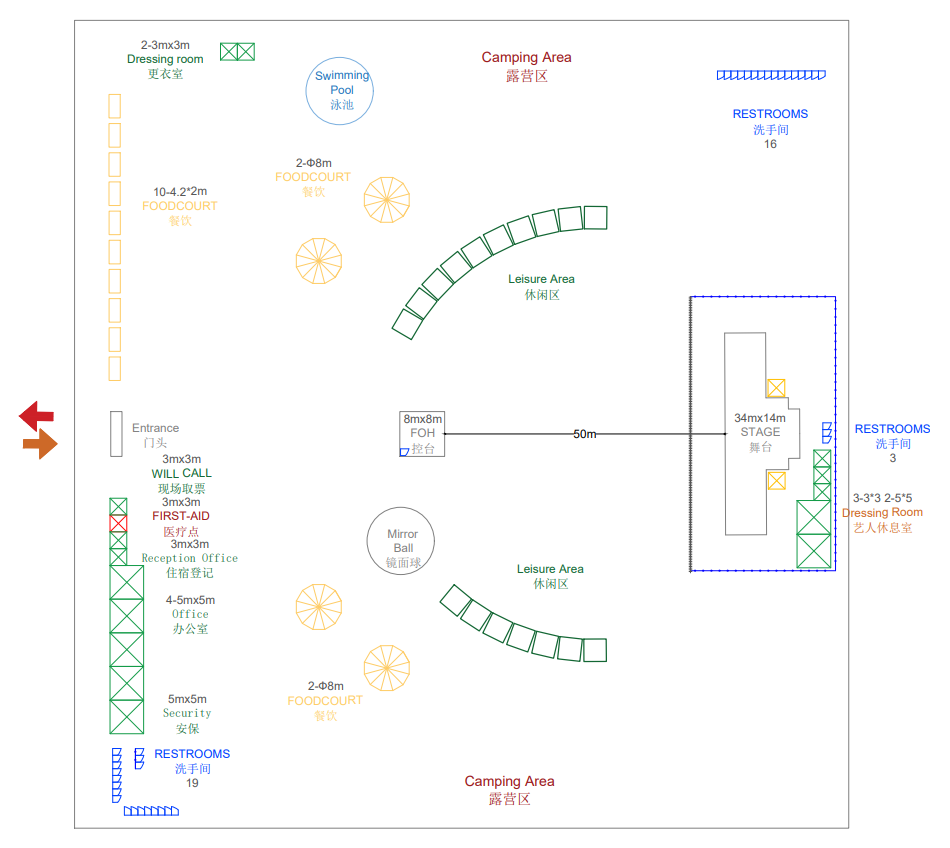 2-3mx3m
Dressing room
更衣室
Swimming
Pool
泳池
Camping Area
露营区
RESTROOMS
洗手间
16
2-Φ8m
FOODCOURT
餐饮
10-4.2*2m
FOODCOURT
餐饮
Leisure Area
休闲区
Entrance
门头
8mx8m
FOH
控台
50m
34mx14m
STAGE
舞台
RESTROOMS
洗手间
3
3mx3m
WILL CALL
现场取票
3mx3m
FIRST-AID
医疗点
3mx3m
Reception Office
住宿登记
3-3*3 2-5*5
Dressing Room
艺人休息室
Mirror
Ball
镜面球
Leisure Area
休闲区
4-5mx5m
Office
办公室
2-Φ8m
FOODCOURT
餐饮
5mx5m
Security
安保
RESTROOMS
洗手间
19
Camping Area
露营区